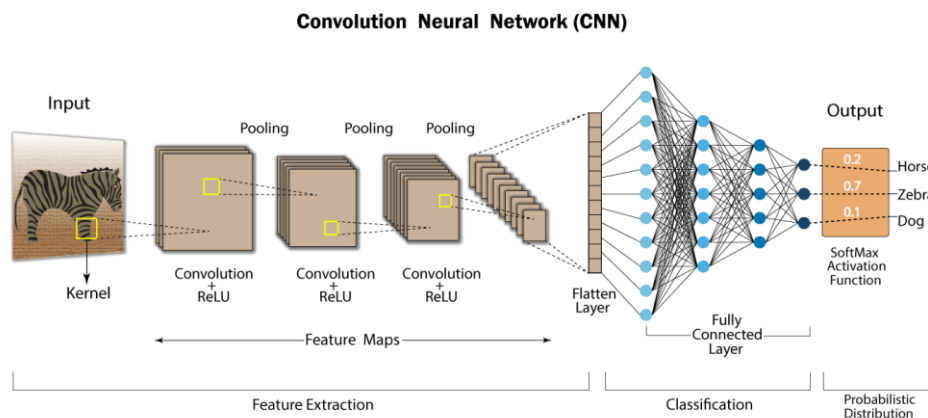 Convolution Neural Network (CNN)
Input
Pooling
Pooling
Pooling
Output
0.2
Horse
0.7
Zebra
0.1
Dog
Kernel
Convolution
+
ReLU
Convolution
+
ReLU
Convolution
+
ReLU
Flatten
Layer
SoftMax
Activation
Function
Feature Maps
Fully
Connected
Layer
Feature Extraction
Classification
Probabilistic
Distribution